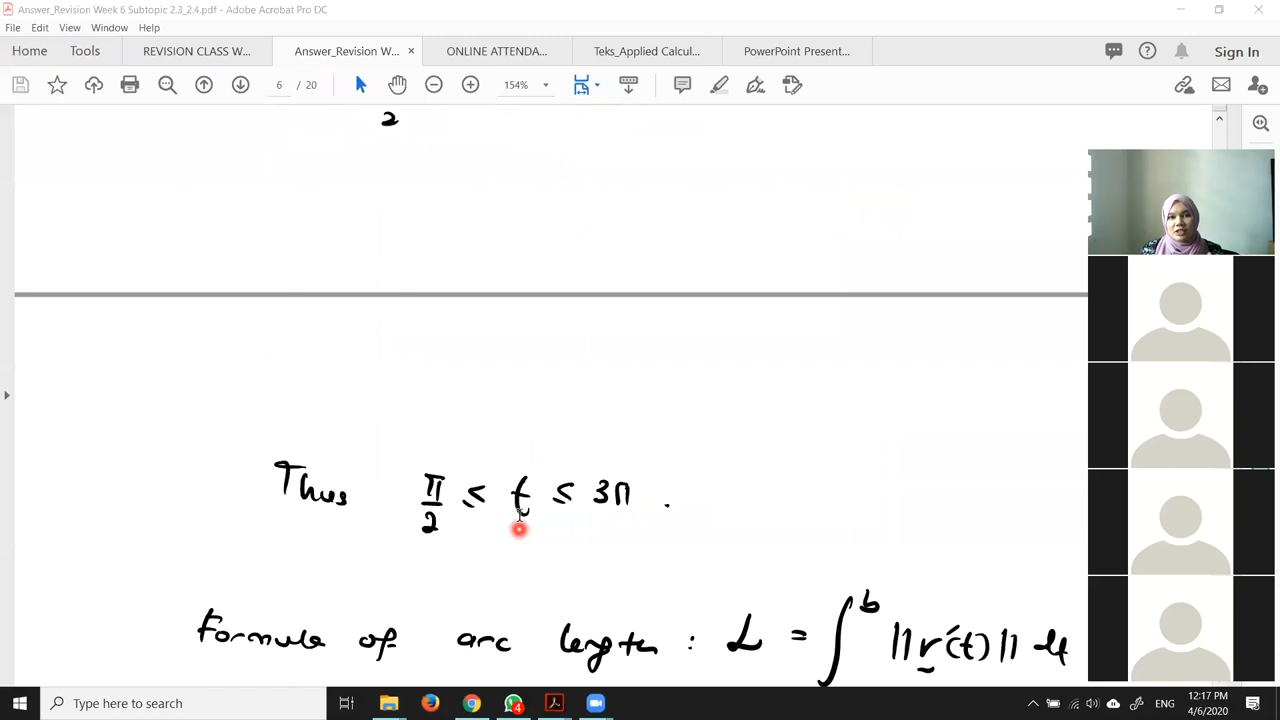 Answer_Revision Week 6 Subtopic 2.3_2.4.pdf - Adobe Acrobat Pro DC
File Edit View Window Help
Home Tools REVISION CLASS W... Answer_Revision W... × ONLINE ATTENDA... Teks_Applied Calcul... PowerPoint Present... Sign In
6 / 20 154%
2
Thus π/2 ≤ t ≤ 3π .
Formula of arc length : L = ∫ b ||r'(t)|| dt
Type here to search
4
ENG
12:17 PM
4/6/2020
3